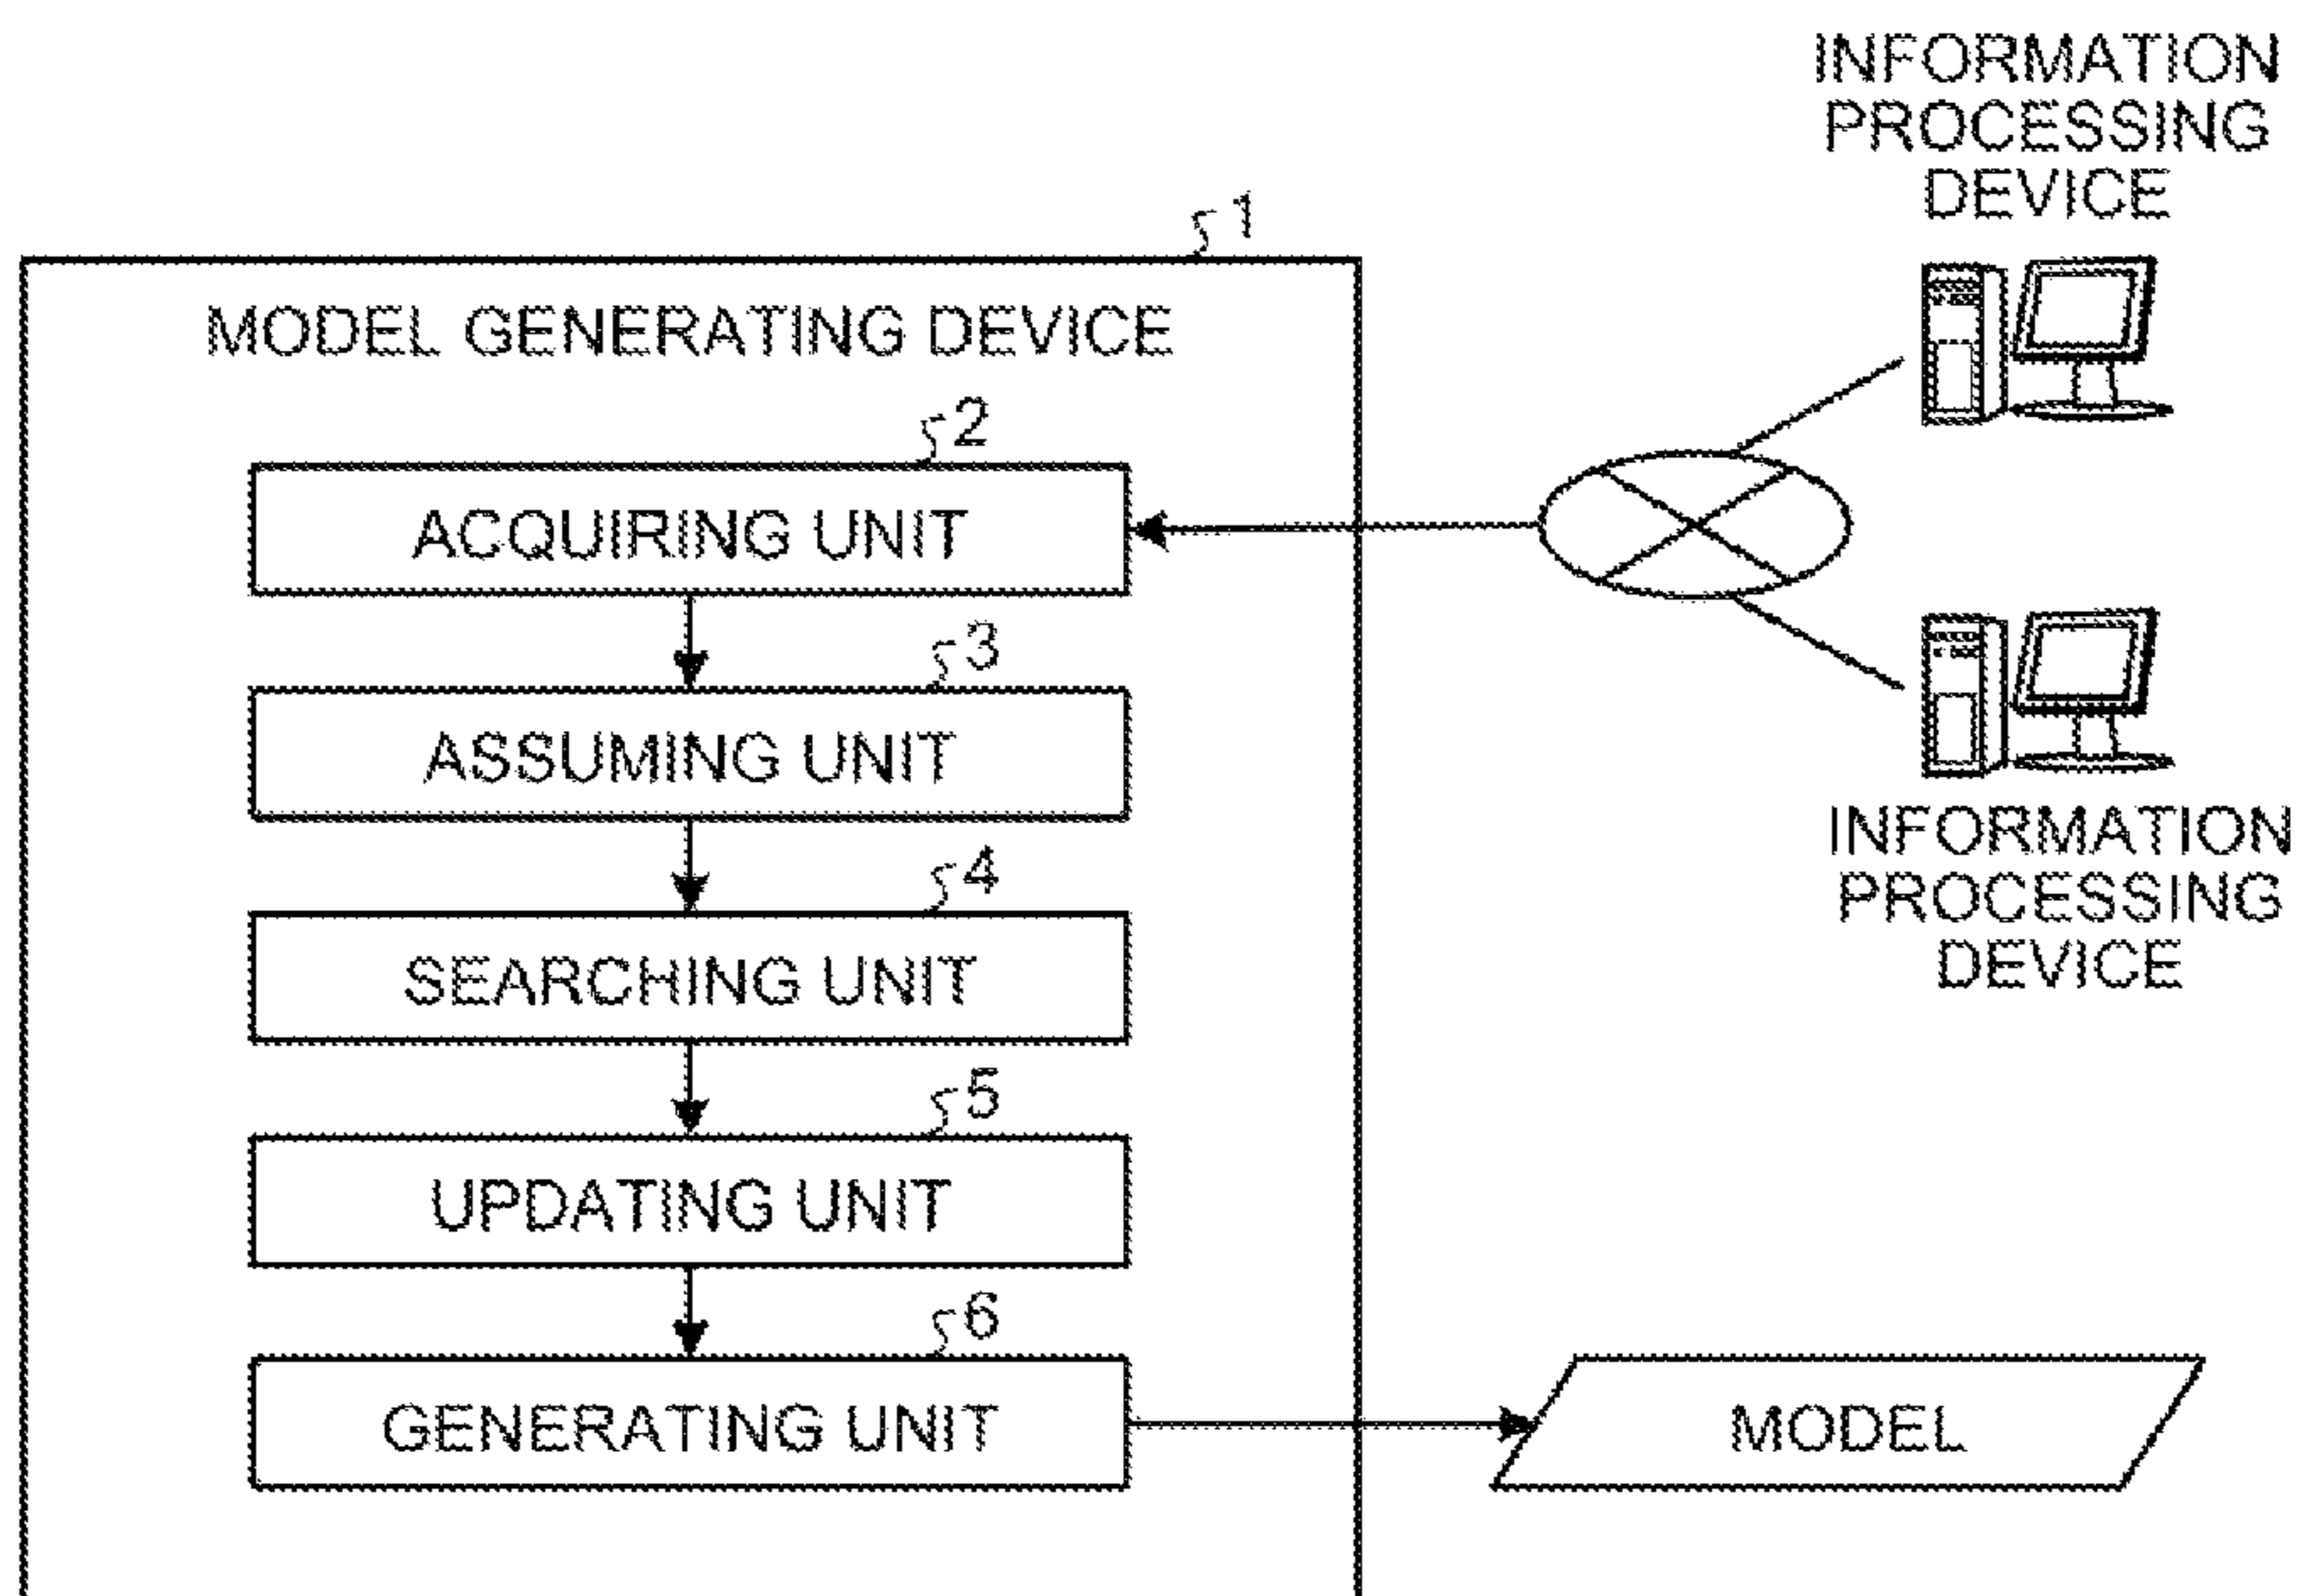 INFORMATION
PROCESSING
DEVICE
1
MODEL GENERATING DEVICE
2
ACQUIRING UNIT
3
ASSUMING UNIT
4
SEARCHING UNIT
INFORMATION
PROCESSING
DEVICE
5
UPDATING UNIT
6
GENERATING UNIT
MODEL